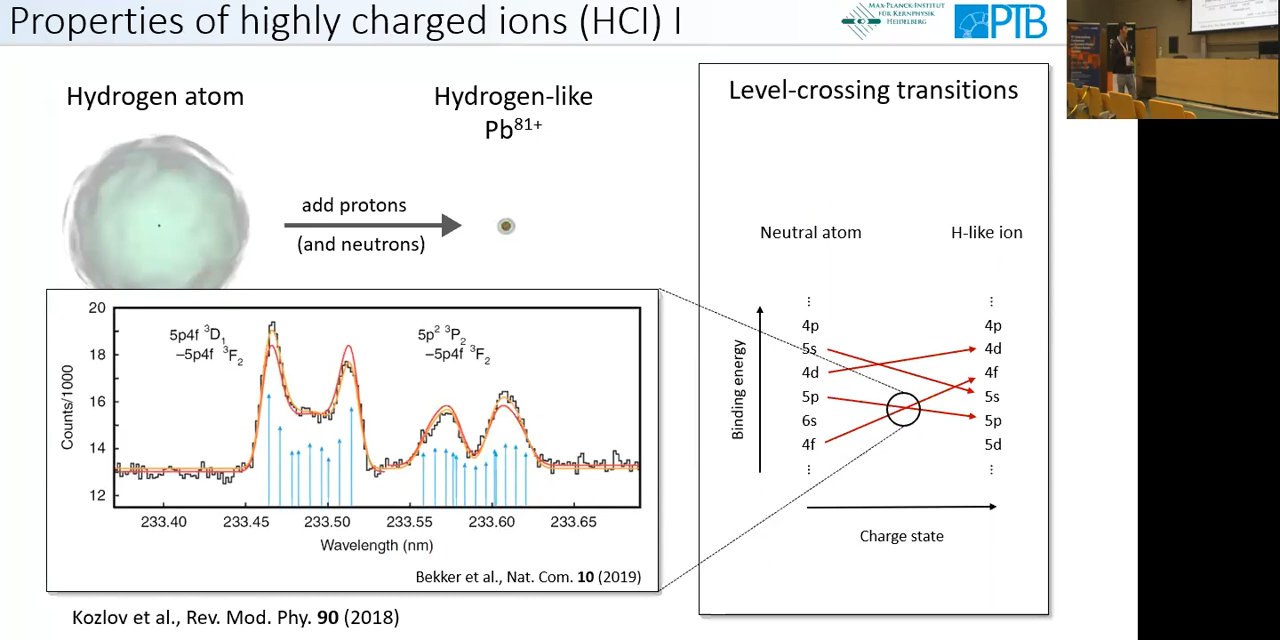 Properties of highly charged ions (HCI) I
MAX-PLANCK-INSTITUT
FÜR KERNPHYSIK
HEIDELBERG
PTB
Hydrogen atom
Hydrogen-like
Pb81+
add protons
(and neutrons)
Level-crossing transitions
Neutral atom
H-like ion
Binding energy
⋮
4p
5s
4d
5p
6s
4f
⋮
⋮
4p
4d
4f
5s
5p
5d
⋮
Charge state
Counts/1000
20
18
16
14
12
5p4f 3D1
–5p4f 3F2
5p2 3P2
–5p4f 3F2
233.40 233.45 233.50 233.55 233.60 233.65
Wavelength (nm)
Bekker et al., Nat. Com. 10 (2019)
Kozlov et al., Rev. Mod. Phy. 90 (2018)